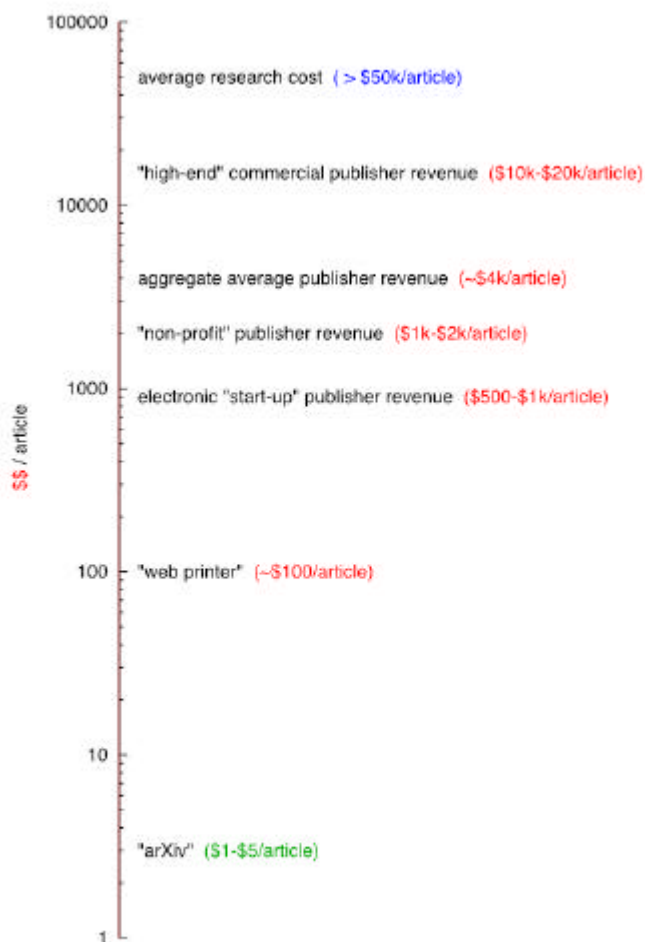 100000
average research cost ( > $50k/article)
"high-end" commercial publisher revenue ($10k-$20k/article)
10000
aggregate average publisher revenue (~$4k/article)
"non-profit" publisher revenue ($1k-$2k/article)
1000
electronic "start-up" publisher revenue ($500-$1k/article)
$$ / article
100
"web printer" (~$100/article)
10
"arXiv" ($1-$5/article)
1